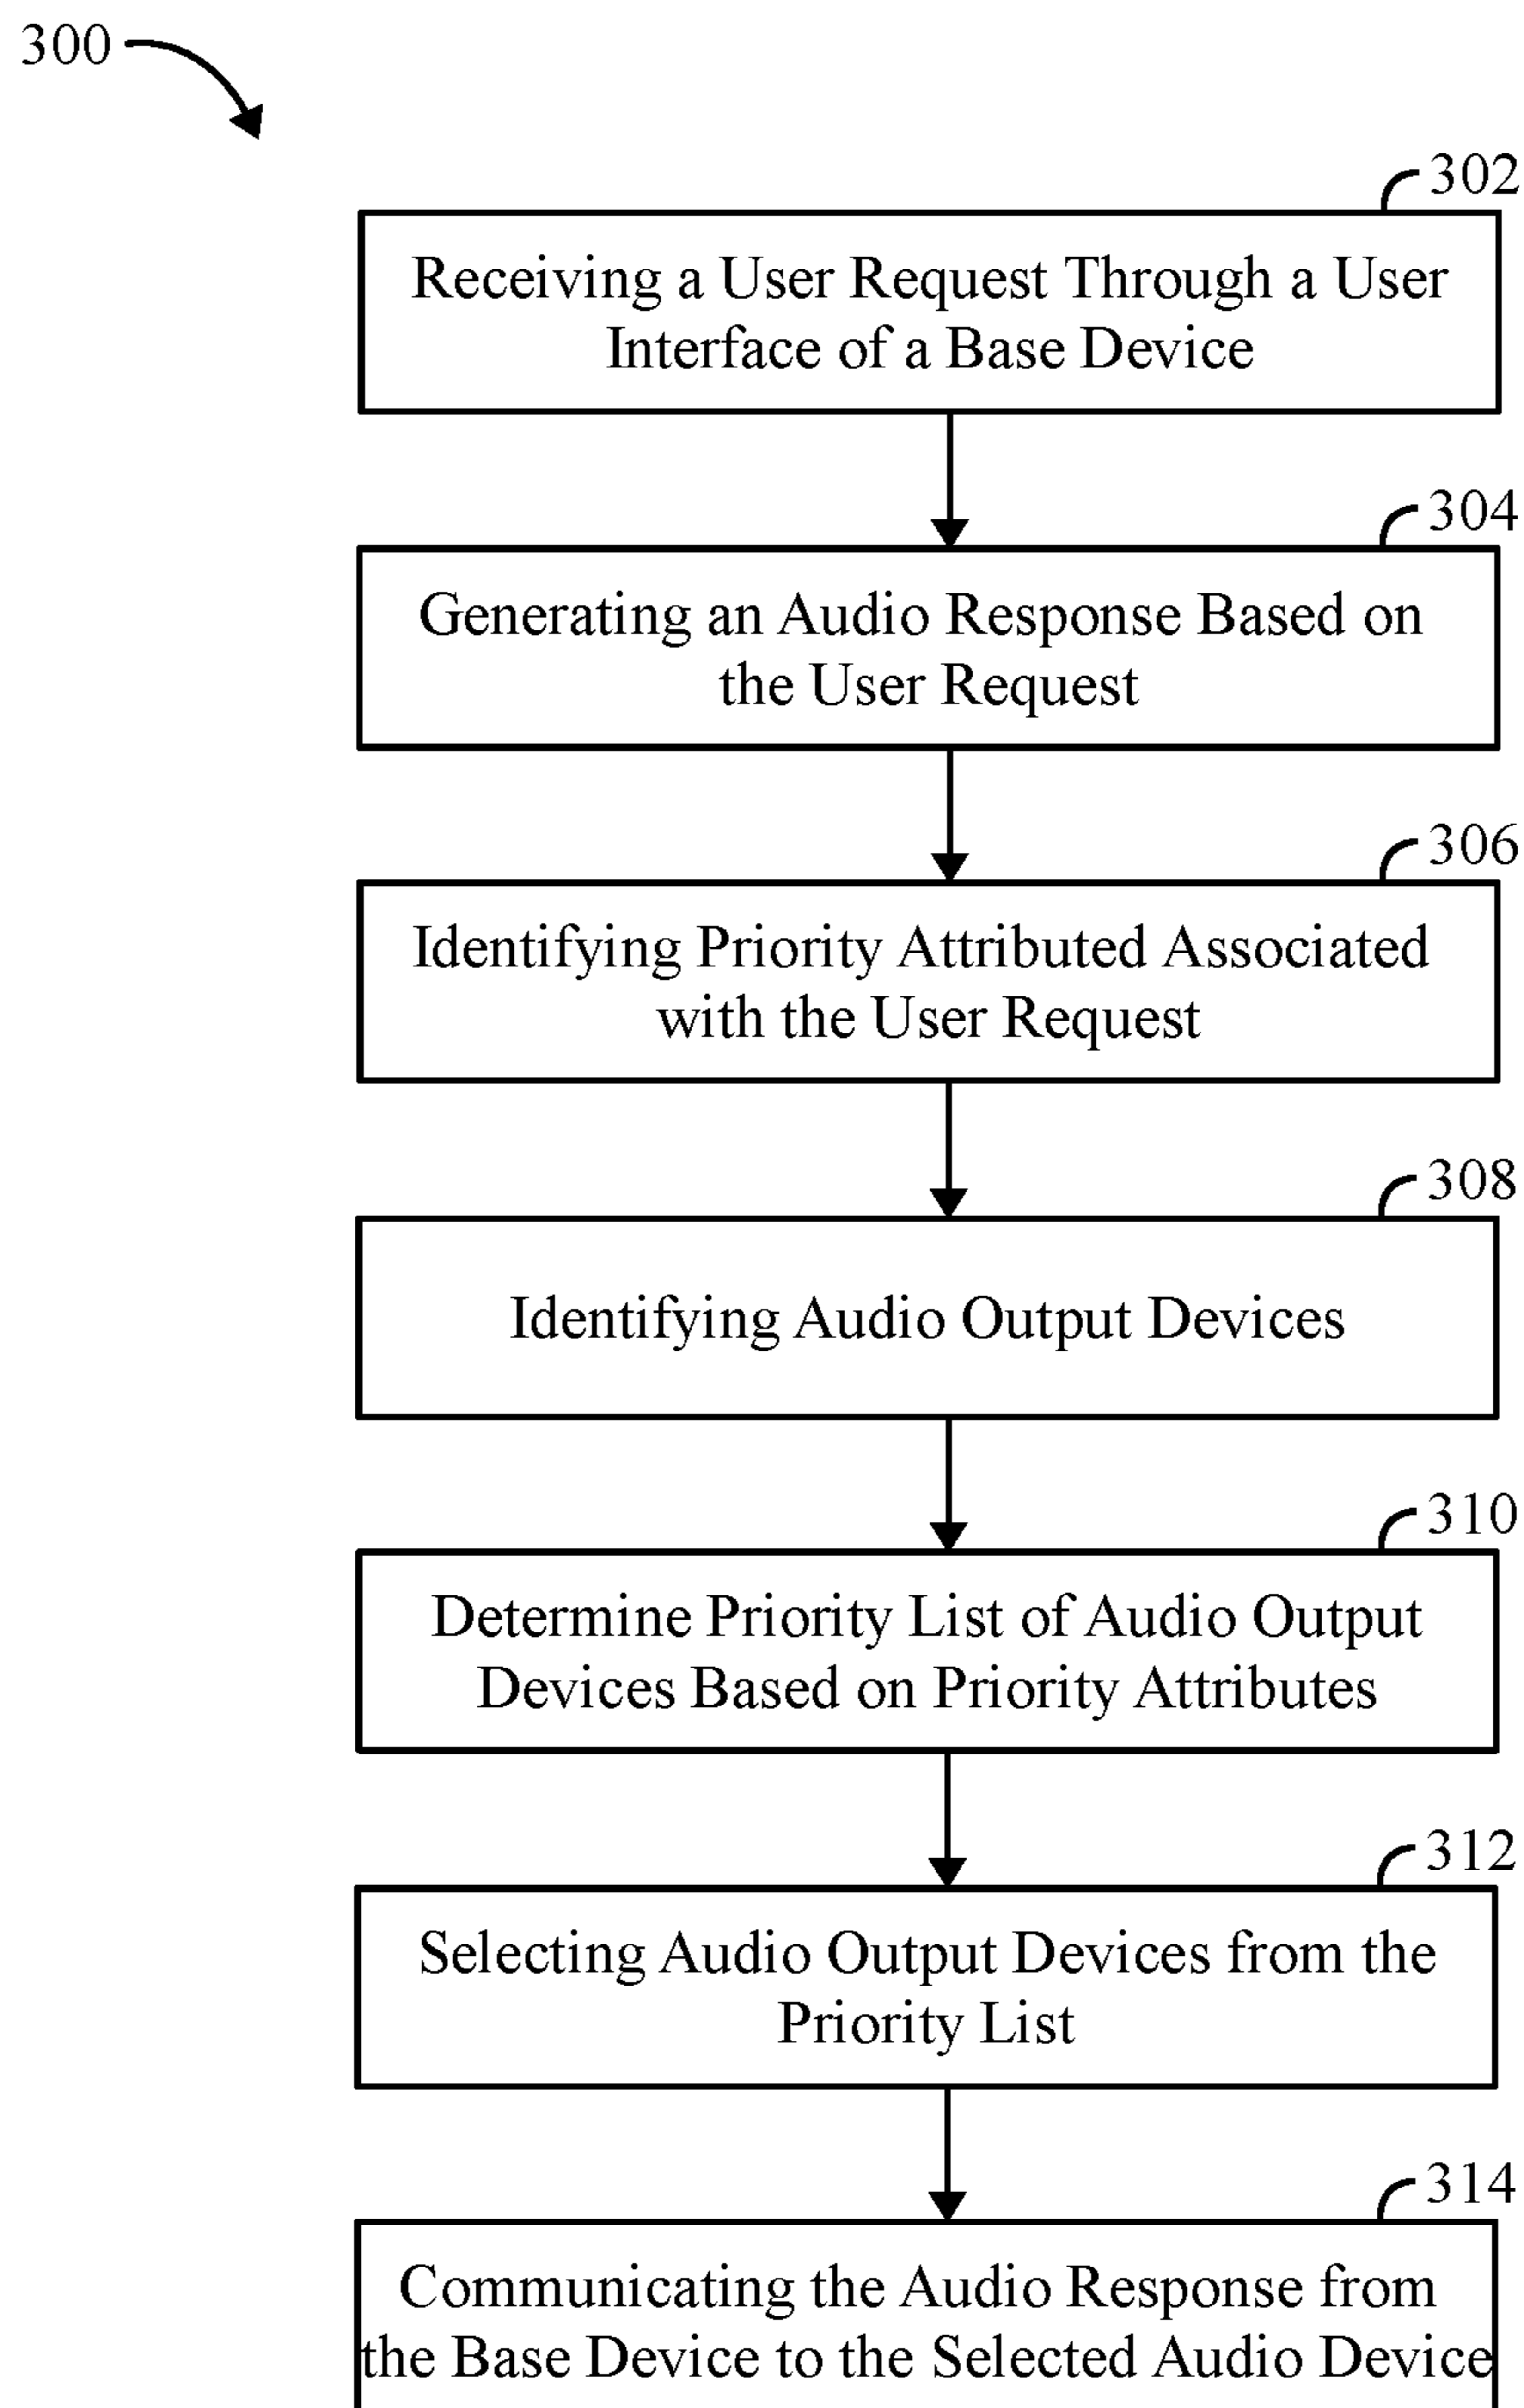 300
302
Receiving a User Request Through a User
Interface of a Base Device
304
Generating an Audio Response Based on
the User Request
306
Identifying Priority Attributed Associated
with the User Request
308
Identifying Audio Output Devices
310
Determine Priority List of Audio Output
Devices Based on Priority Attributes
312
Selecting Audio Output Devices from the
Priority List
314
Communicating the Audio Response from
the Base Device to the Selected Audio Device